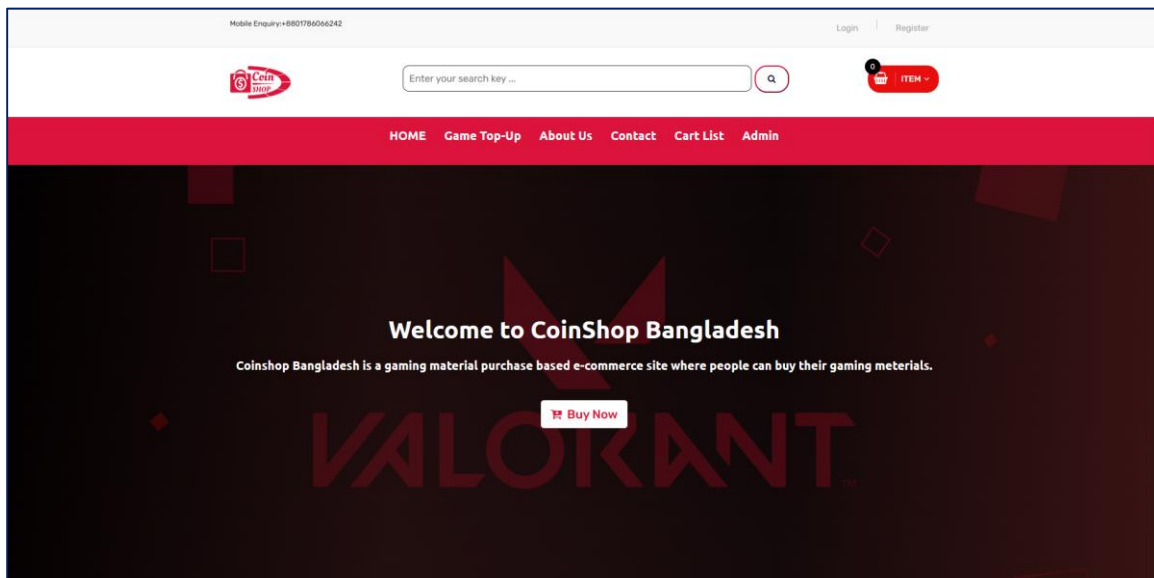 Mobile Enquiry:+8801786066242
Login Register
Coin
SHOP
Enter your search key ...
0
ITEM
HOME Game Top-Up About Us Contact Cart List Admin
Welcome to CoinShop Bangladesh
Coinshop Bangladesh is a gaming material purchase based e-commerce site where people can buy their gaming meterials.
Buy Now
VALORANT
TM